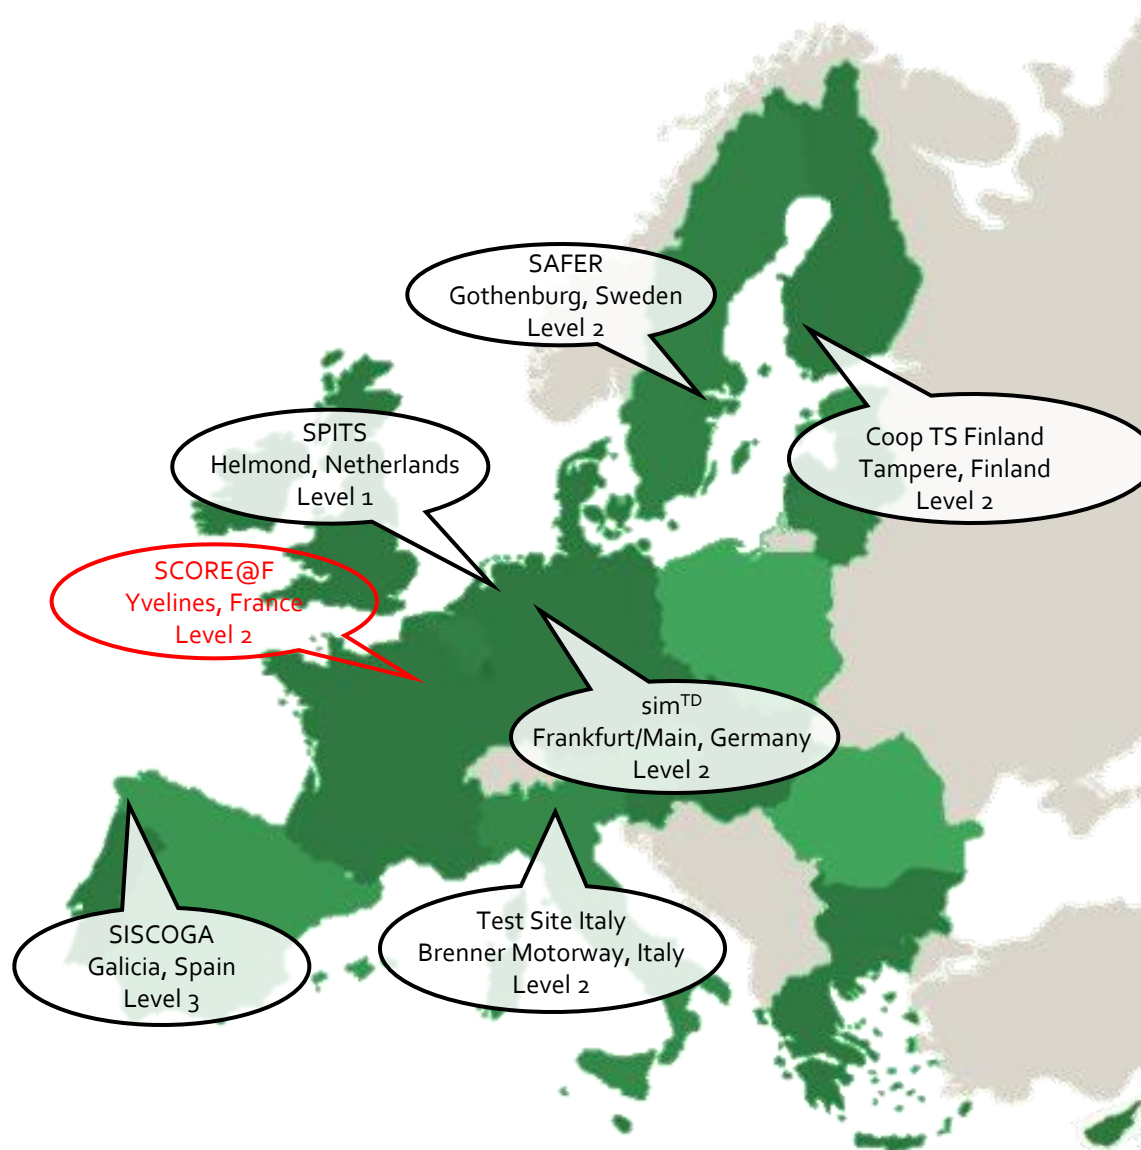 SAFER
Gothenburg, Sweden
Level 2
Coop TS Finland
Tampere, Finland
Level 2
SPITS
Helmond, Netherlands
Level 1
SCORE@F
Yvelines, France
Level 2
simTD
Frankfurt/Main, Germany
Level 2
Test Site Italy
Brenner Motorway, Italy
Level 2
SISCOGA
Galicia, Spain
Level 3